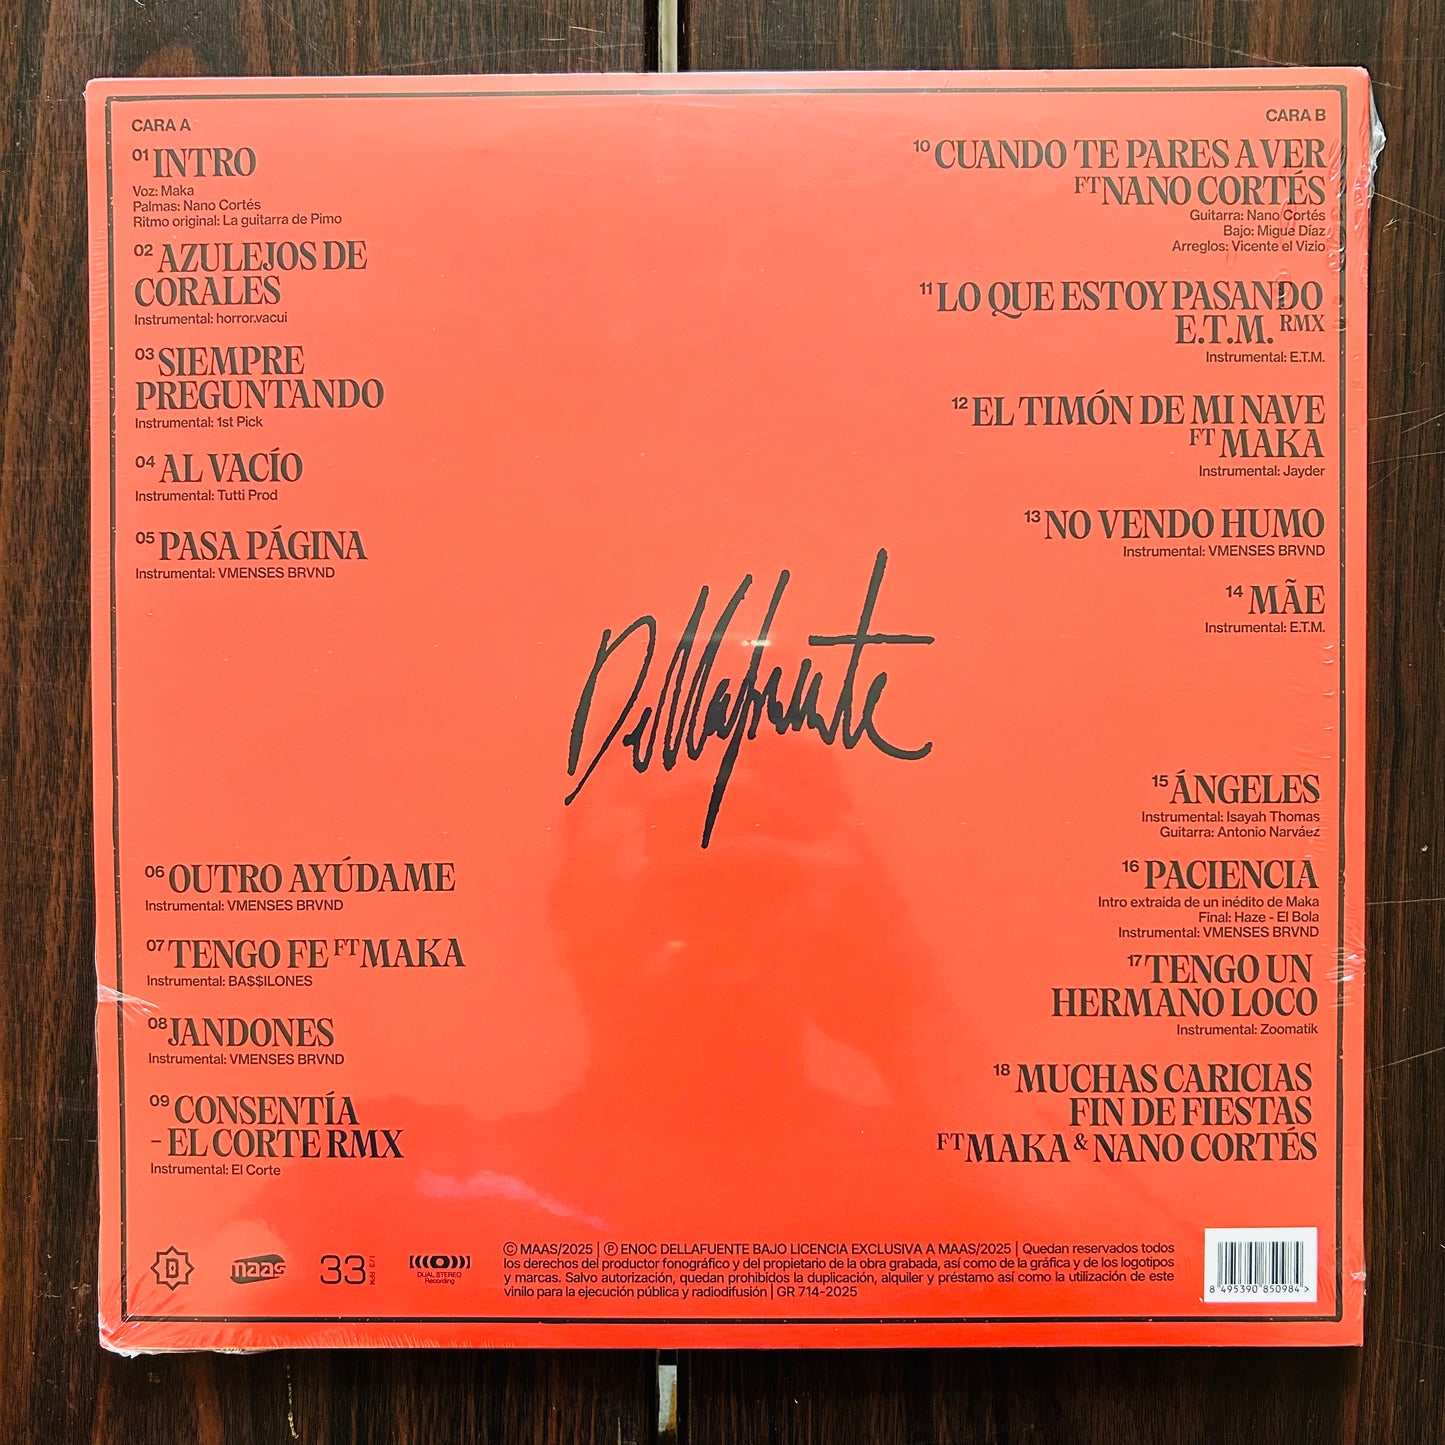 CARA A
01 INTRO
Voz: Maka
Palmas: Nano Cortés
Ritmo original: La guitarra de Pimo
02 AZULEJOS DE
CORALES
Instrumental: horror.vacui
03 SIEMPRE
PREGUNTANDO
Instrumental: 1st Pick
04 AL VACÍO
Instrumental: Tutti Prod
05 PASA PÁGINA
Instrumental: VMENSES BRVND
06 OUTRO AYÚDAME
Instrumental: VMENSES BRVND
07 TENGO FE FT MAKA
Instrumental: BA$$ILONES
08 JANDONES
Instrumental: VMENSES BRVND
09 CONSENTÍA
- EL CORTE RMX
Instrumental: El Corte
CARA B
10 CUANDO TE PARES A VER
FT NANO CORTÉS
Guitarra: Nano Cortés
Bajo: Migue Díaz
Arreglos: Vicente el Vizio
11 LO QUE ESTOY PASANDO
E.T.M. RMX
Instrumental: E.T.M.
12 EL TIMÓN DE MI NAVE
FT MAKA
Instrumental: Jayder
13 NO VENDO HUMO
Instrumental: VMENSES BRVND
14 MÃE
Instrumental: E.T.M.
15 ÁNGELES
Instrumental: Isayah Thomas
Guitarra: Antonio Narváez
16 PACIENCIA
Intro extraida de un inédito de Maka
Final: Haze - El Bola
Instrumental: VMENSES BRVND
17 TENGO UN
HERMANO LOCO
Instrumental: Zoomatik
18 MUCHAS CARICIAS
FIN DE FIESTAS
FT MAKA & NANO CORTÉS
Dellafuente
D
maas
33 1/3 RPM
DUAL STEREO
Recording
© MAAS/2025 | ℗ ENOC DELLAFUENTE BAJO LICENCIA EXCLUSIVA A MAAS/2025 | Quedan reservados todos
los derechos del productor fonográfico y del propietario de la obra grabada, así como de la gráfica y de los logotipos
y marcas. Salvo autorización, quedan prohibidos la duplicación, alquiler y préstamo así como la utilización de este
vinilo para la ejecución pública y radiodifusión | GR 714-2025
8 495390 850984 >